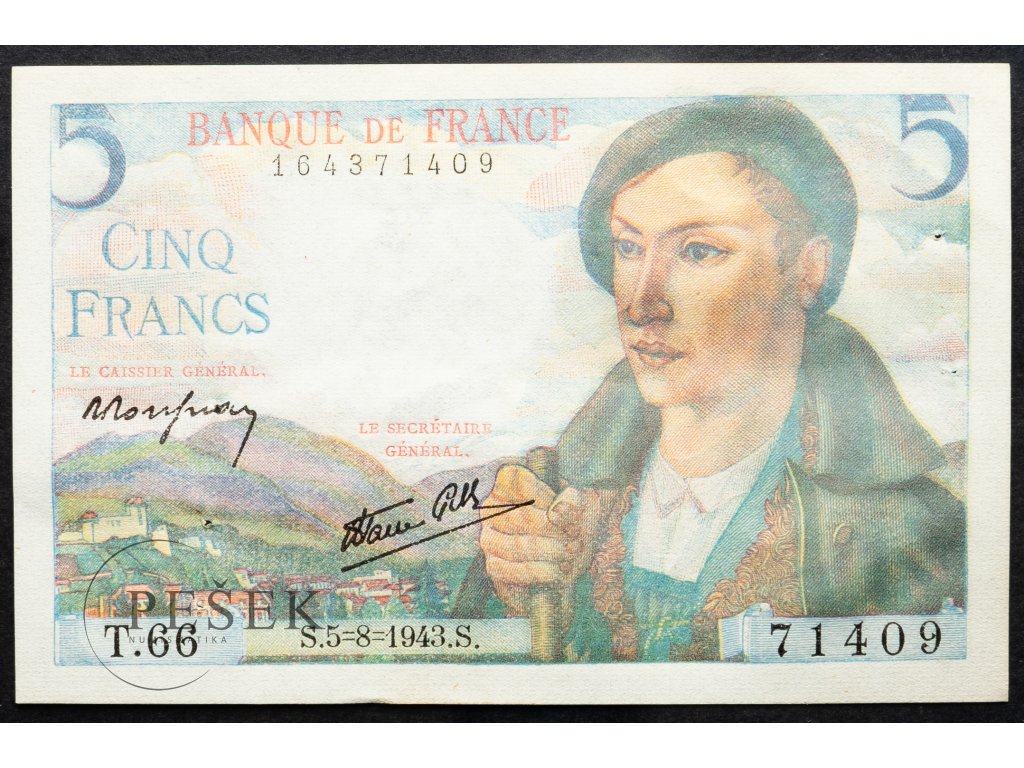 5 BANQUE DE FRANCE 5
164371409
CINQ
FRANCS
LE CAISSIER GÉNÉRAL.
LE SECRÉTAIRE
GÉNÉRAL.
PEŠEK
NUMISMATIKA
T.66 S.5=8=1943.S. 71409